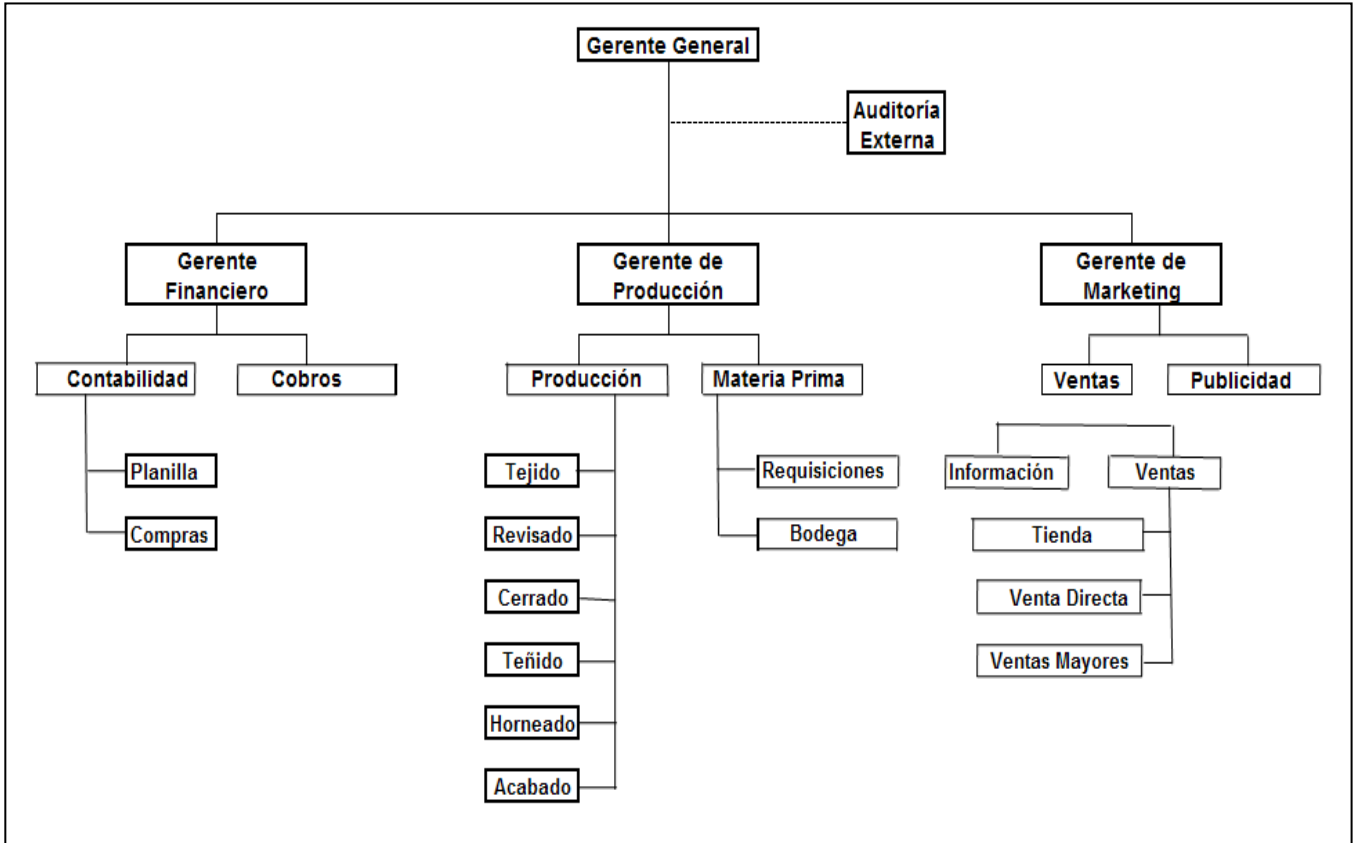 Gerente General
Auditoría
Externa
Gerente
Financiero
Gerente de
Producción
Gerente de
Marketing
Contabilidad
Cobros
Producción
Materia Prima
Ventas
Publicidad
Planilla
Compras
Tejido
Revisado
Cerrado
Teñido
Horneado
Acabado
Requisiciones
Bodega
Información
Ventas
Tienda
Venta Directa
Ventas Mayores